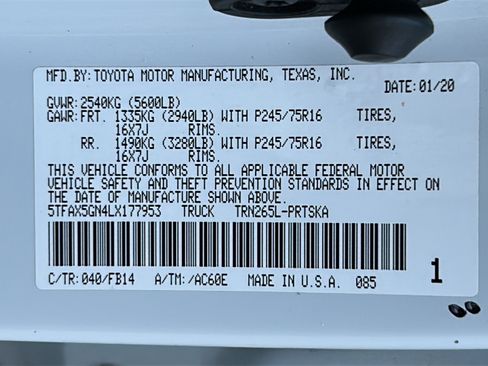 MFD.BY: TOYOTA MOTOR MANUFACTURING, TEXAS, INC.
DATE: 01/20
GVWR: 2540KG (5600LB)
GAWR: FRT. 1335KG (2940LB) WITH P245/75R16 TIRES,
16X7J RIMS.
RR. 1490KG (3280LB) WITH P245/75R16 TIRES,
16X7J RIMS.
THIS VEHICLE CONFORMS TO ALL APPLICABLE FEDERAL MOTOR
VEHICLE SAFETY AND THEFT PREVENTION STANDARDS IN EFFECT ON
THE DATE OF MANUFACTURE SHOWN ABOVE.
5TFAX5GN4LX177953 TRUCK TRN265L-PRTSKA
C/TR: 040/FB14 A/TM: /AC60E MADE IN U.S.A. 085 1